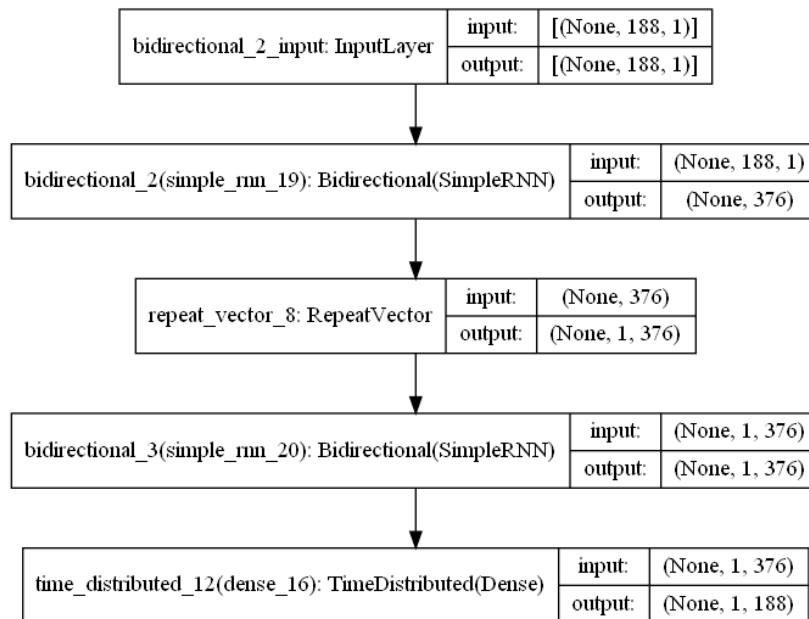 bidirectional_2_input: InputLayer
input: [(None, 188, 1)]
output: [(None, 188, 1)]
bidirectional_2(simple_rnn_19): Bidirectional(SimpleRNN)
input: (None, 188, 1)
output: (None, 376)
repeat_vector_8: RepeatVector
input: (None, 376)
output: (None, 1, 376)
bidirectional_3(simple_rnn_20): Bidirectional(SimpleRNN)
input: (None, 1, 376)
output: (None, 1, 376)
time_distributed_12(dense_16): TimeDistributed(Dense)
input: (None, 1, 376)
output: (None, 1, 188)